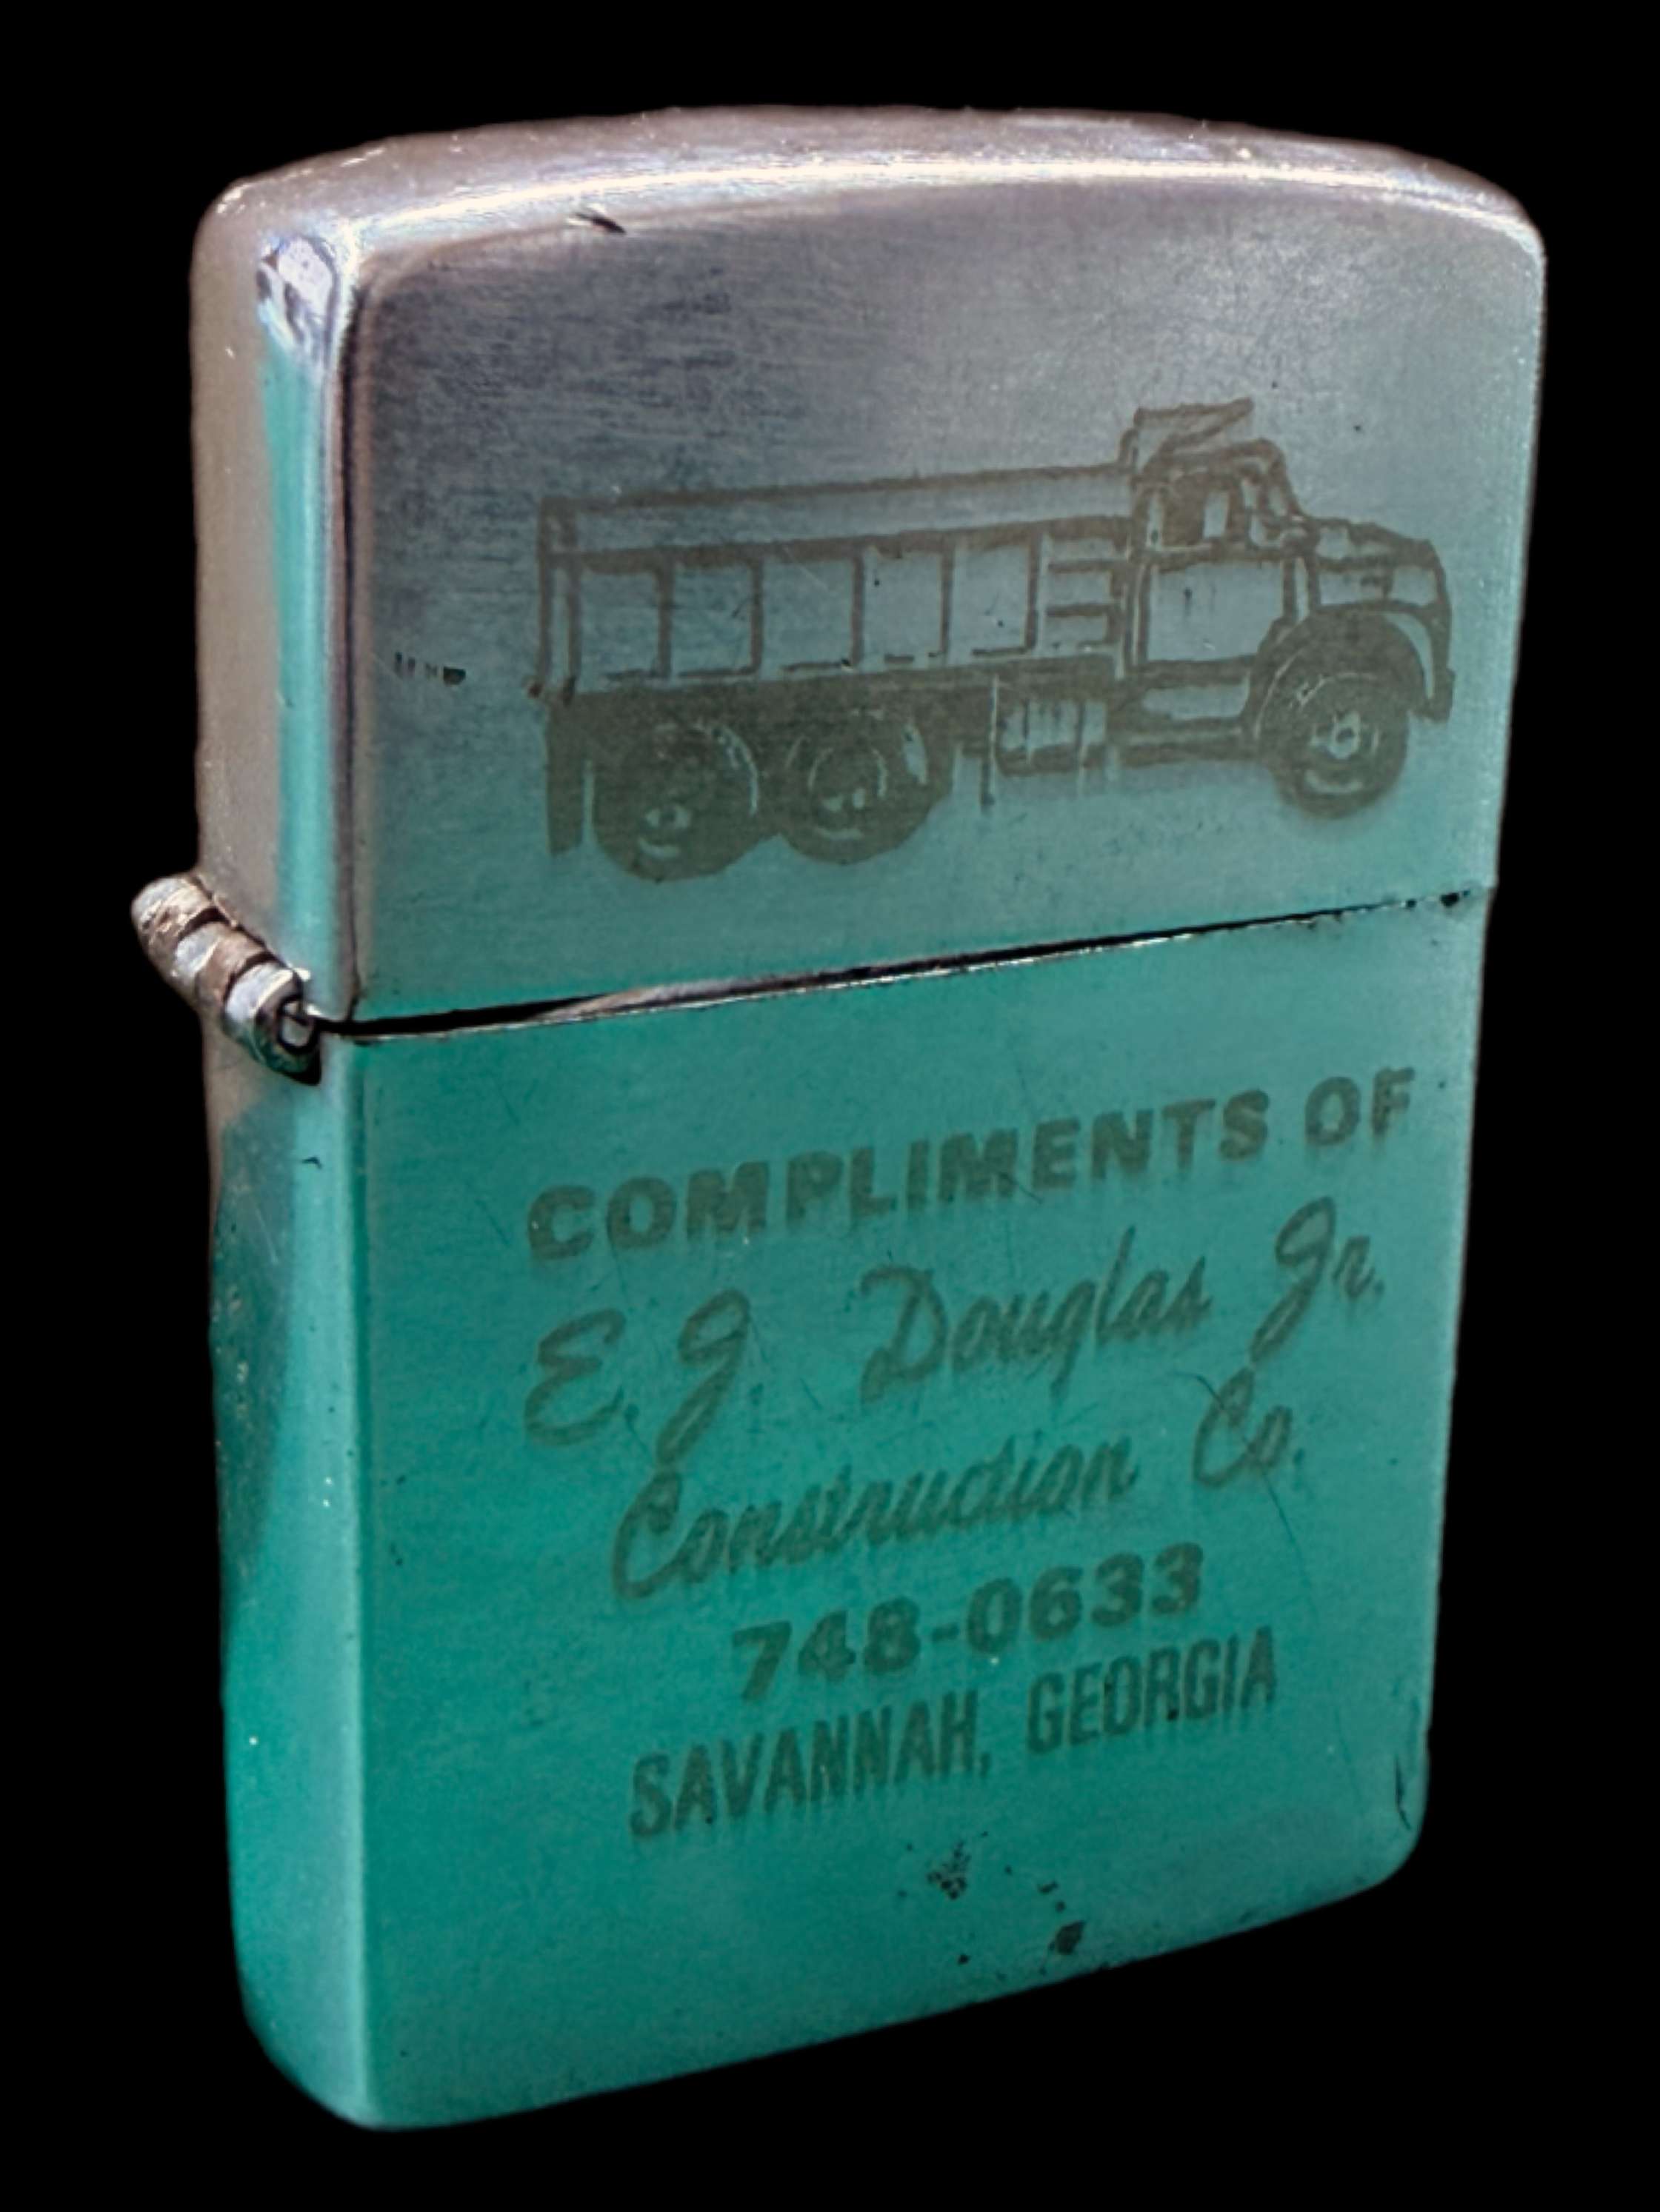 COMPLIMENTS OF
E.J. Douglas Jr.
Construction Co.
748-0633
SAVANNAH, GEORGIA